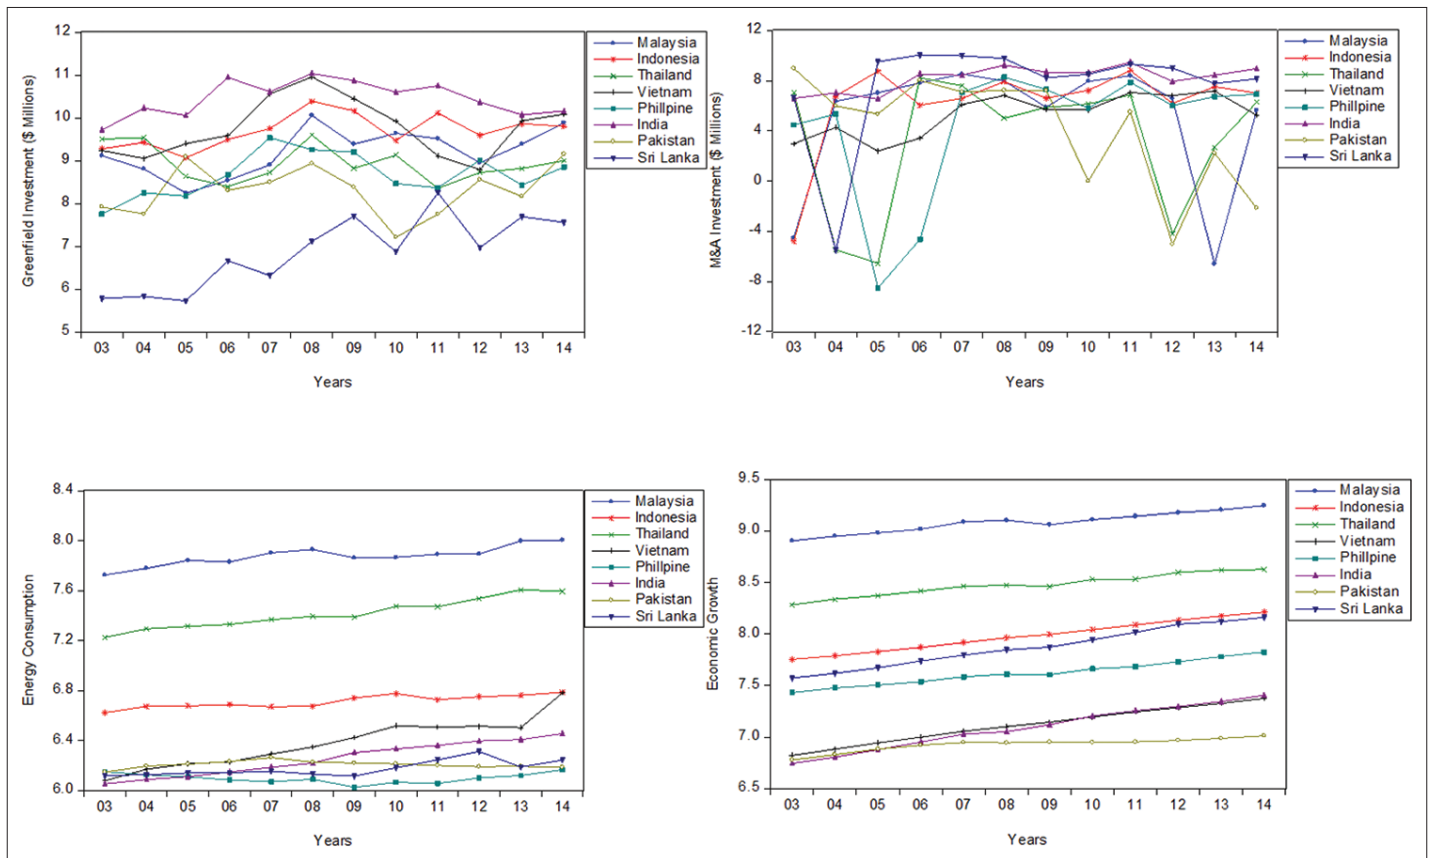 12
11
10
9
8
7
6
5
Greenfield Investment ($ Millions)
03 04 05 06 07 08 09 10 11 12 13 14
Years
Malaysia
Indonesia
Thailand
Vietnam
Phillpine
India
Pakistan
Sri Lanka
12
8
4
0
-4
-8
-12
M&A Investment ($ Millions)
03 04 05 06 07 08 09 10 11 12 13 14
Years
Malaysia
Indonesia
Thailand
Vietnam
Phillpine
India
Pakistan
Sri Lanka
8.4
8.0
7.6
7.2
6.8
6.4
6.0
Energy Consumption
03 04 05 06 07 08 09 10 11 12 13 14
Years
Malaysia
Indonesia
Thailand
Vietnam
Phillpine
India
Pakistan
Sri Lanka
9.5
9.0
8.5
8.0
7.5
7.0
6.5
Economic Growth
03 04 05 06 07 08 09 10 11 12 13 14
Years
Malaysia
Indonesia
Thailand
Vietnam
Phillpine
India
Pakistan
Sri Lanka